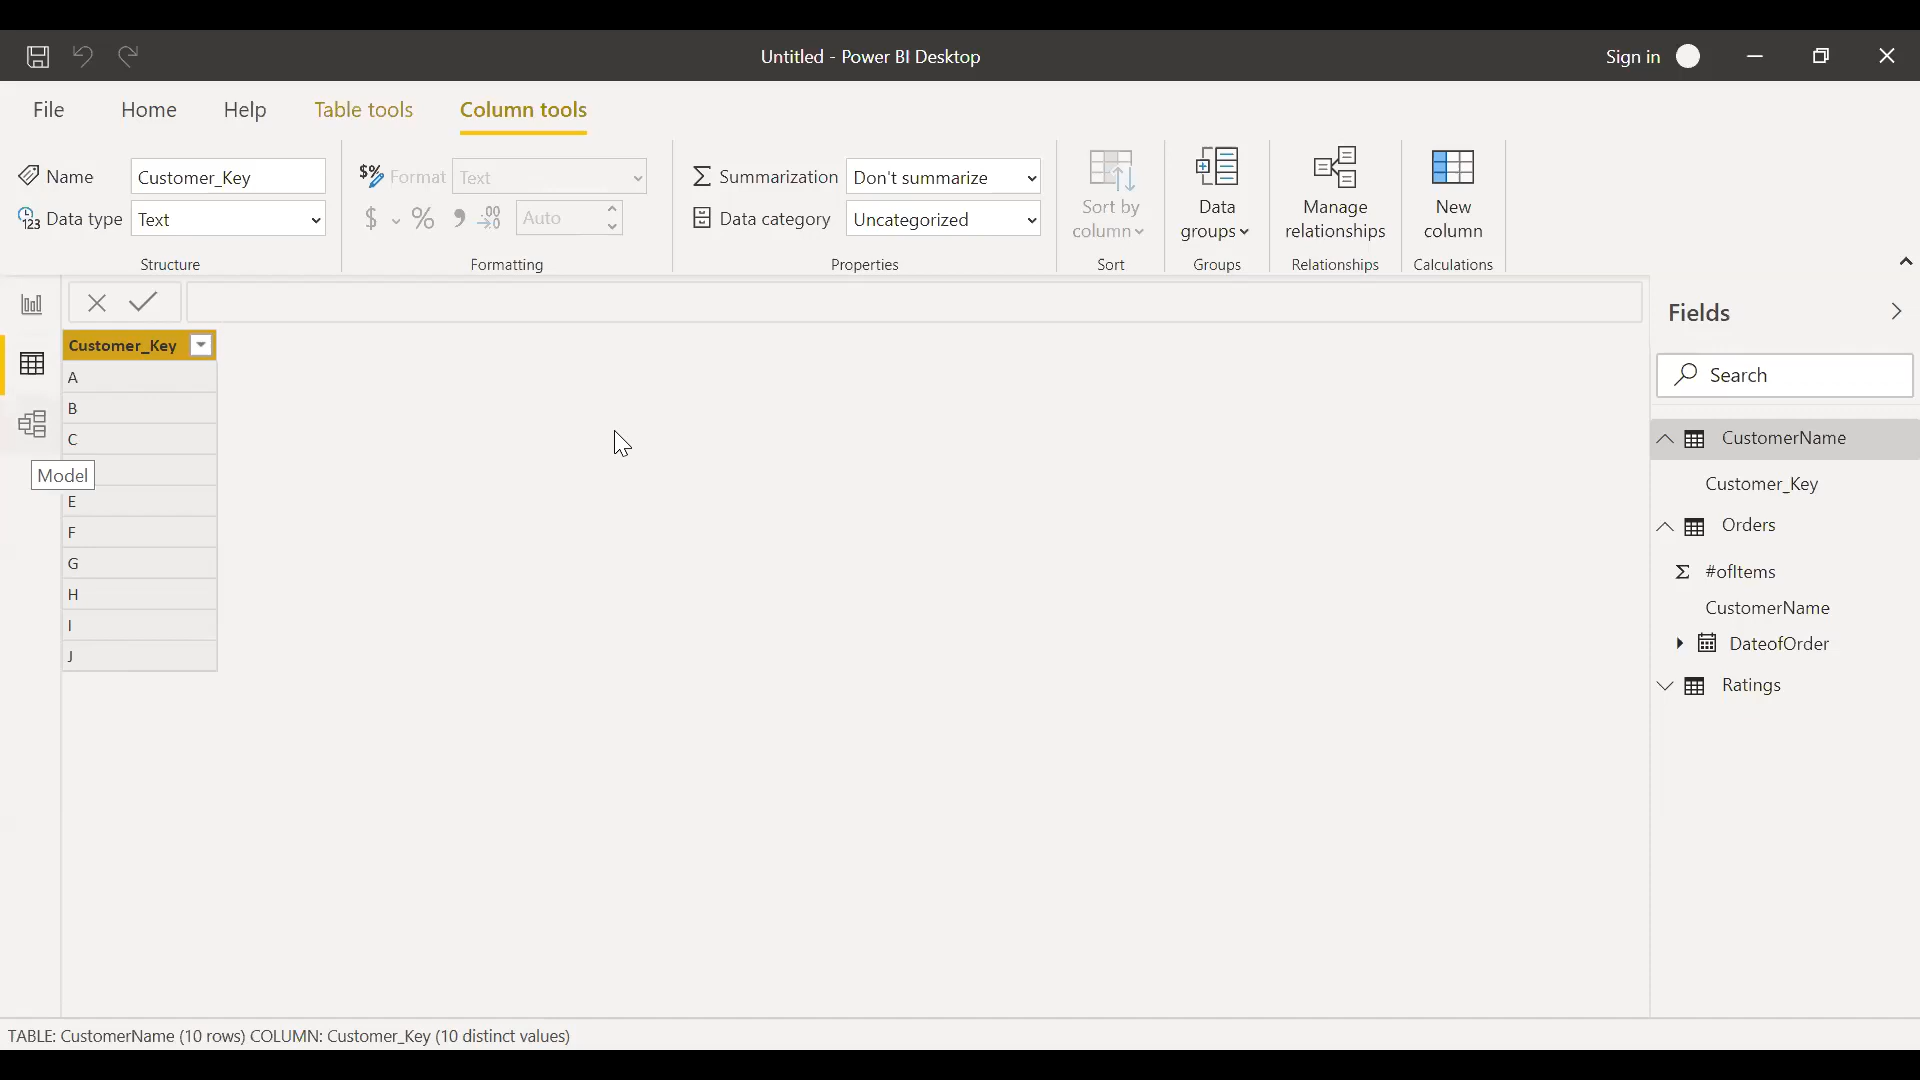 Untitled - Power BI Desktop
Sign in
File Home Help Table tools Column tools
Name Customer_Key
Data type Text
Structure
$% Format Text
$ % 9 .00 →0 Auto
Formatting
Summarization Don't summarize
Data category Uncategorized
Properties
Sort by
column
Sort
Data
groups
Groups
Manage
relationships
Relationships
New
column
Calculations
Customer_Key
A
B
C
Model
E
F
G
H
I
J
Fields
Search
CustomerName
Customer_Key
Orders
Σ #ofItems
CustomerName
DateofOrder
Ratings
TABLE: CustomerName (10 rows) COLUMN: Customer_Key (10 distinct values)